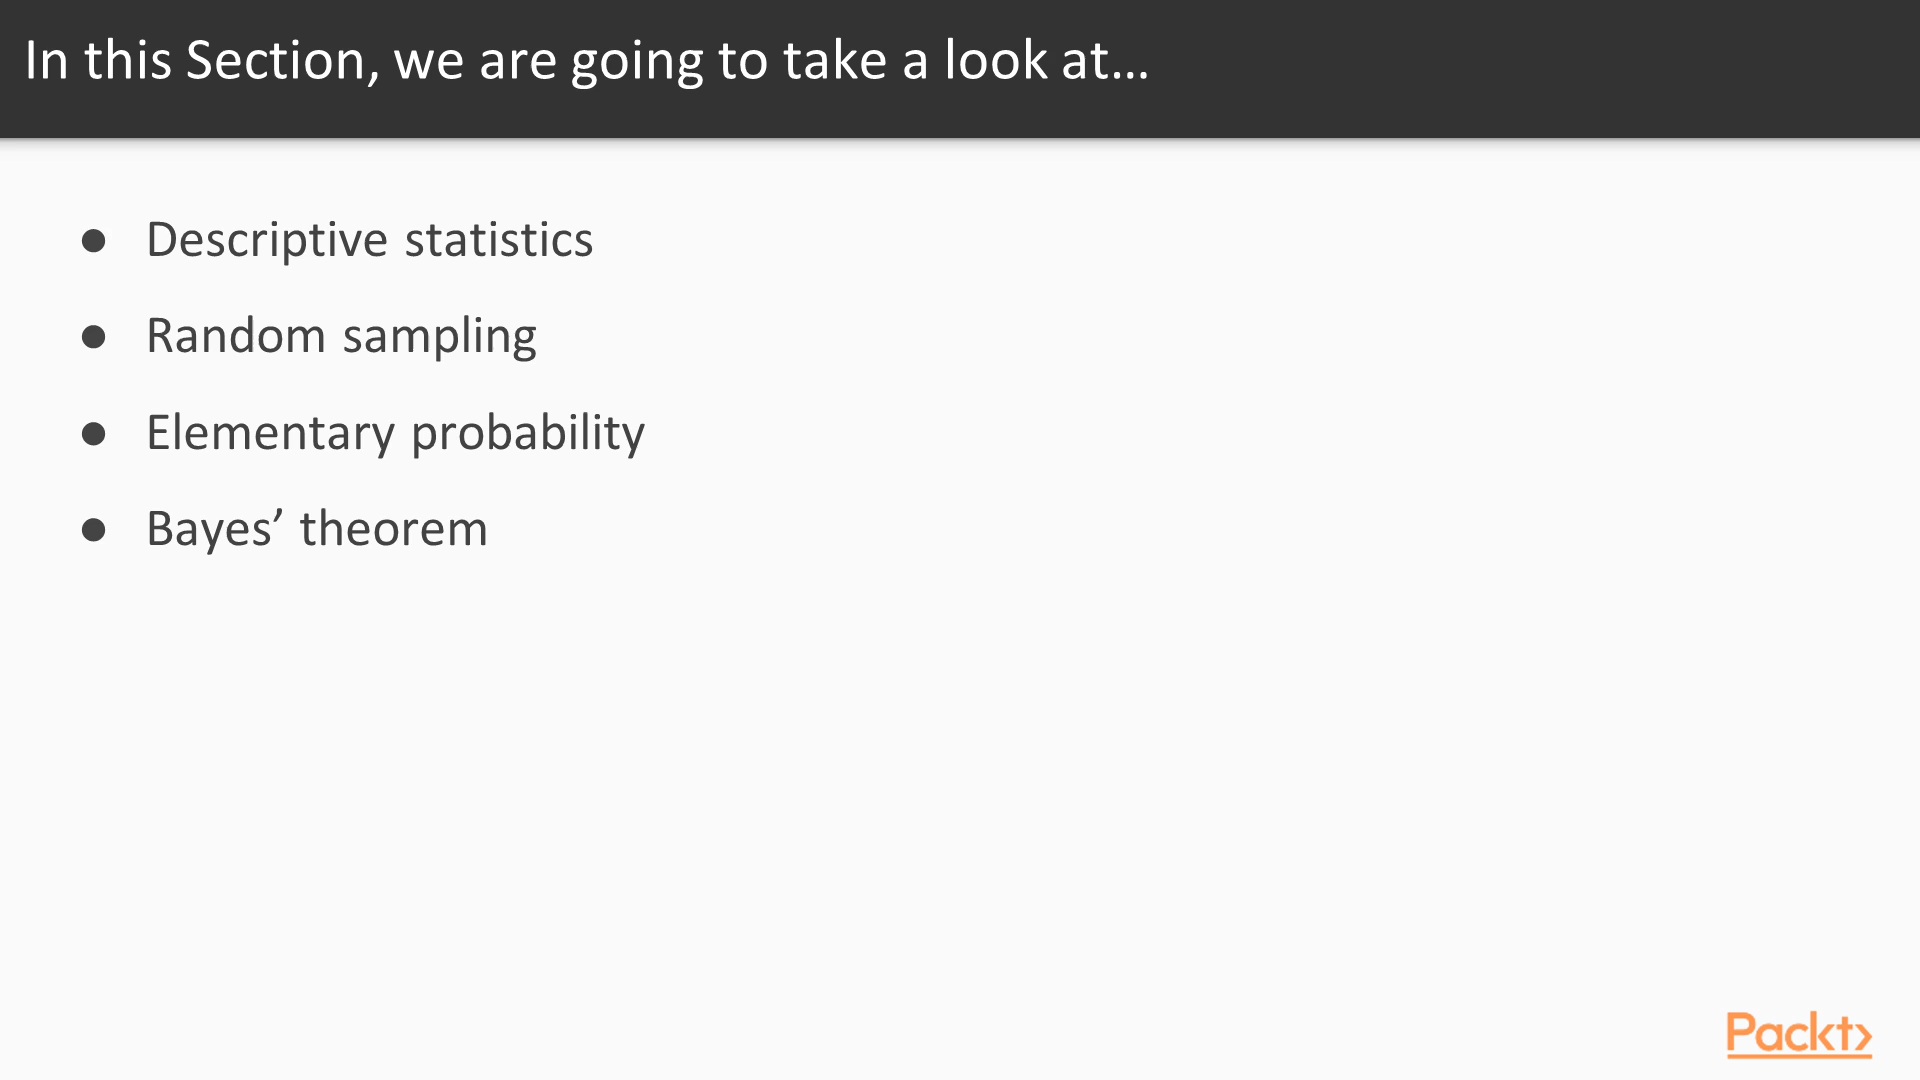 In this Section, we are going to take a look at…
● Descriptive statistics
● Random sampling
● Elementary probability
● Bayes’ theorem
Packt>